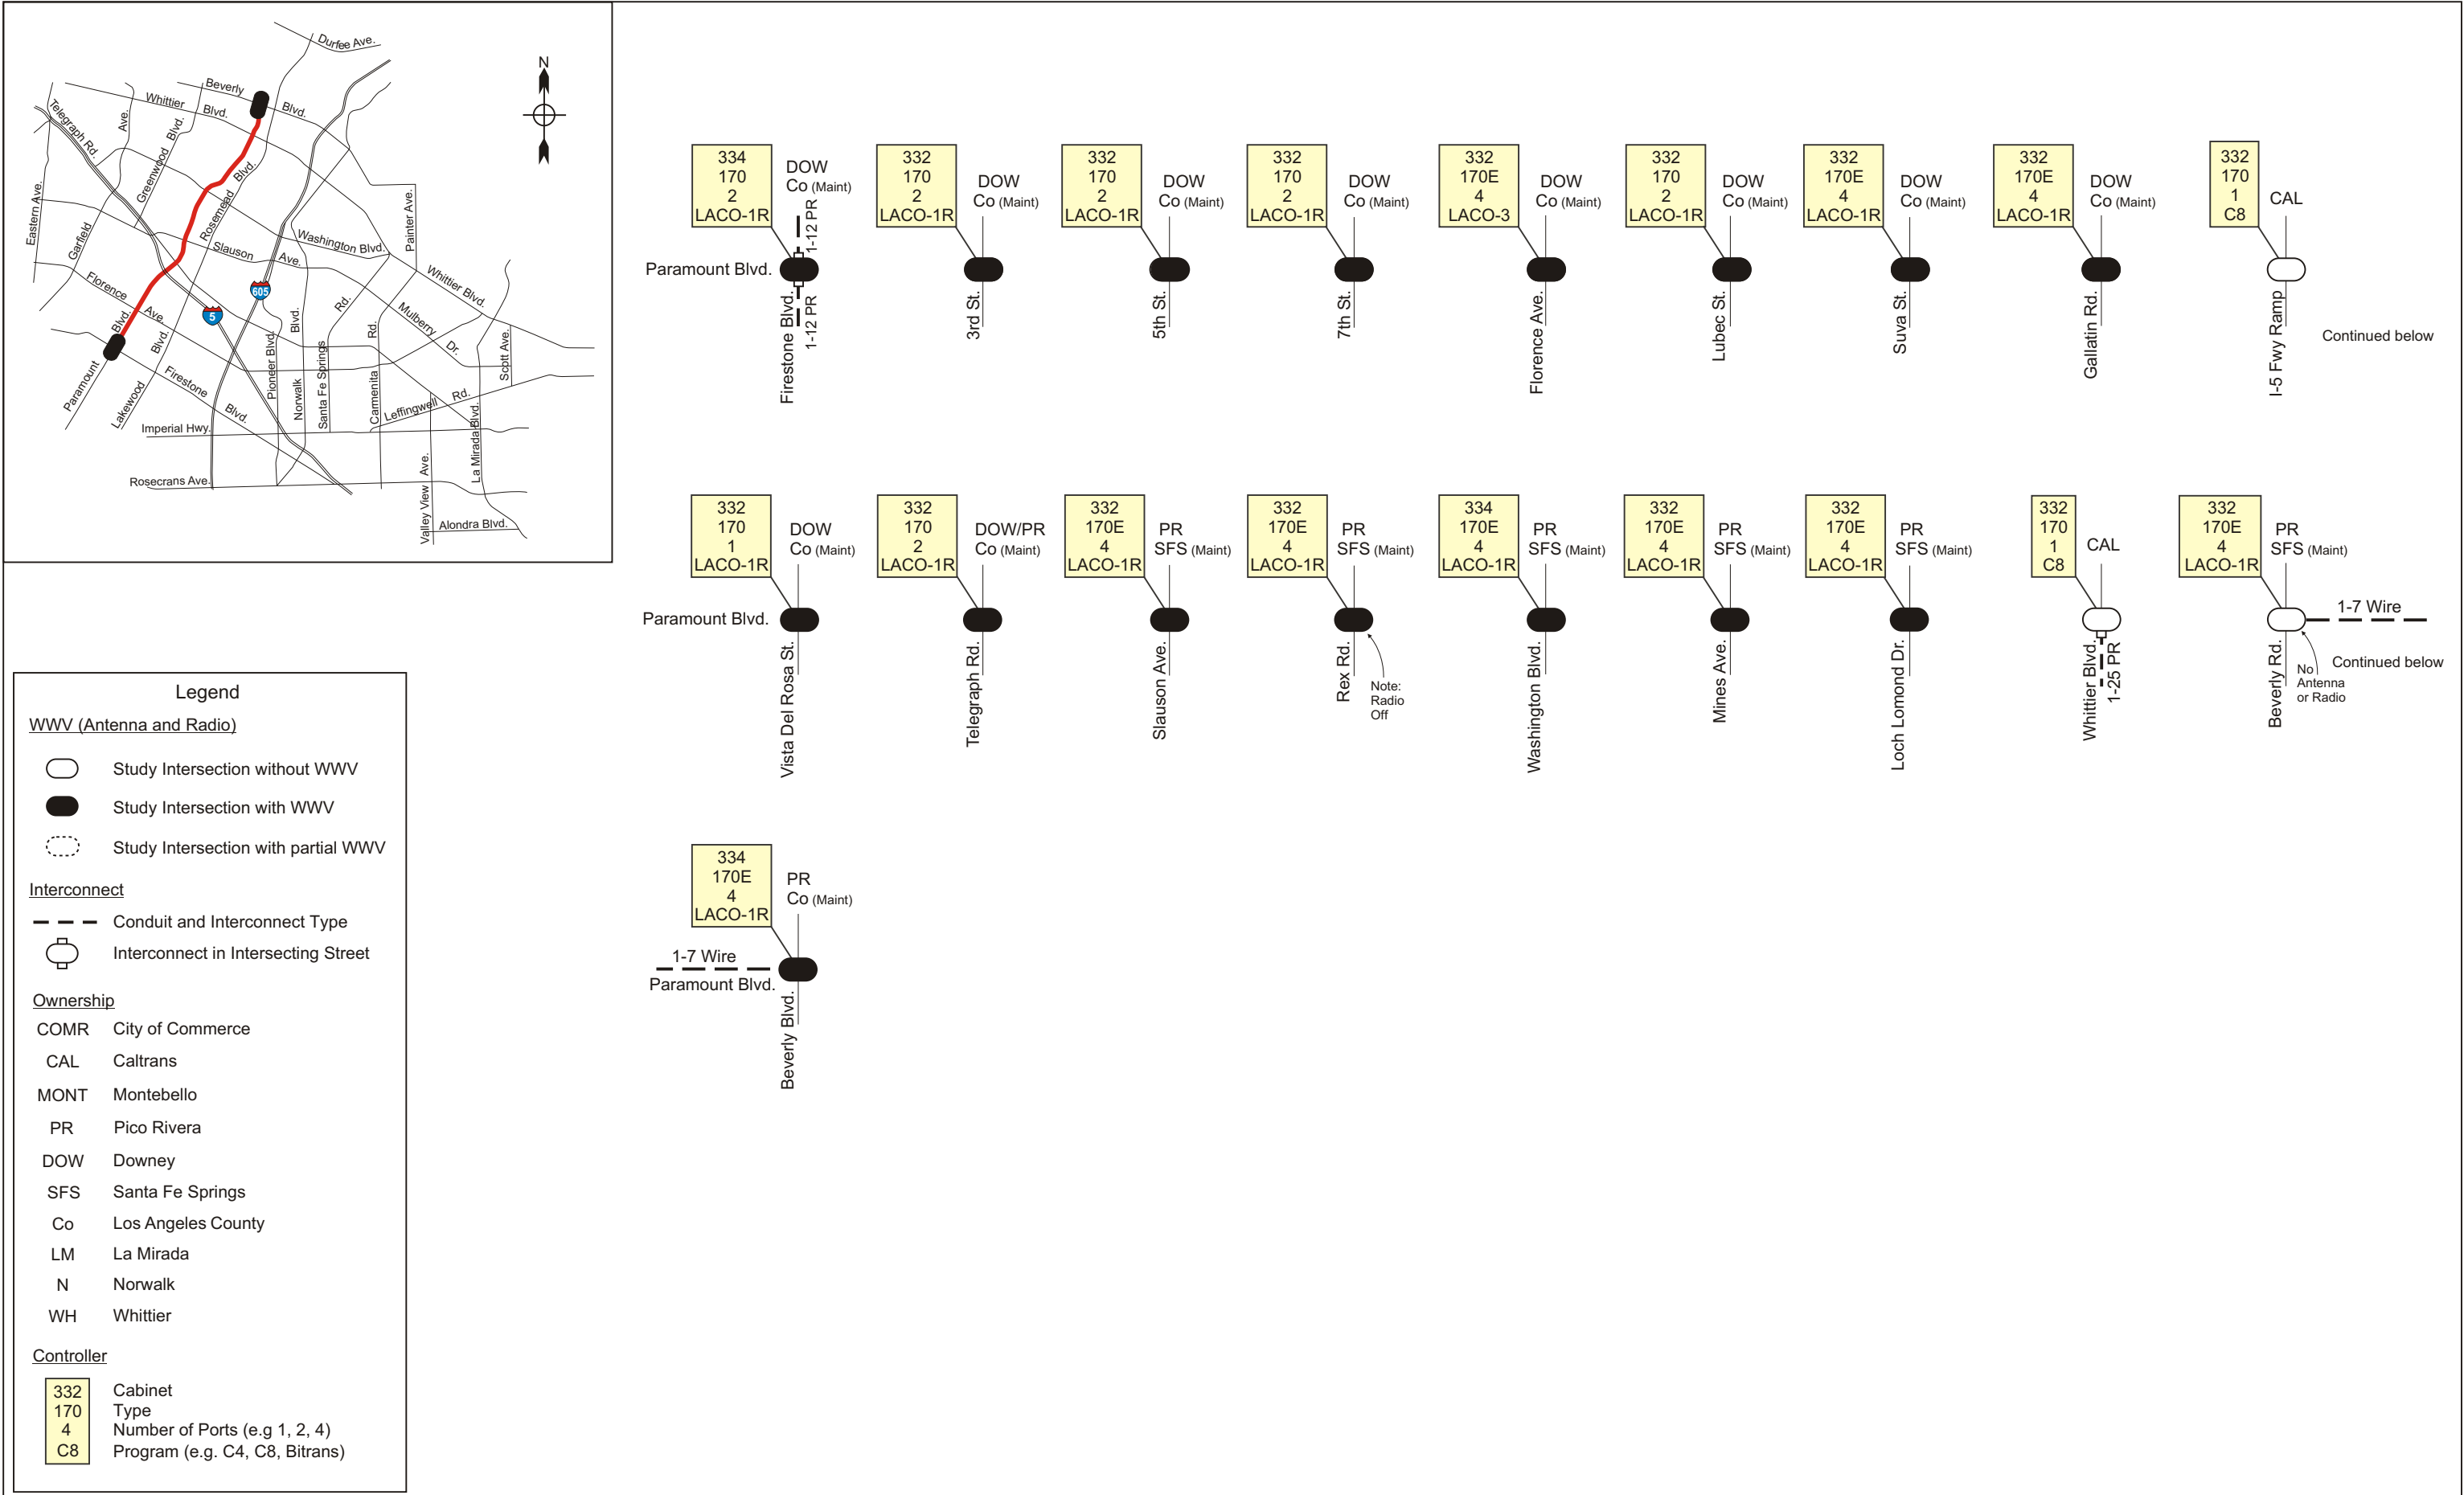 Durfee Ave.
N
Beverly
Blvd.
Whittier
Blvd.
Telegraph Rd.
Ave.
Greenwood Blvd.
Rosemead Blvd.
Eastern Ave.
Garfield
Painter Ave.
Washington Blvd.
Slauson
Ave.
Whittier Blvd.
Florence
Ave.
605
5
Rd.
Mulberry
Dr.
Blvd.
Blvd.
Blvd.
Rd.
Scott Ave.
Paramount
Lakewood
Firestone
Blvd.
Pioneer Blvd.
Norwalk
Santa Fe Springs
Carmenita
Leffingwell
Rd.
La Mirada Blvd.
Imperial Hwy.
Rosecrans Ave.
Valley View Ave.
Alondra Blvd.
334
170
2
LACO-1R
DOW
Co (Maint)
1-12 PR
Paramount Blvd.
Firestone Blvd.
1-12 PR
332
170
2
LACO-1R
DOW
Co (Maint)
3rd St.
332
170
2
LACO-1R
DOW
Co (Maint)
5th St.
332
170
2
LACO-1R
DOW
Co (Maint)
7th St.
332
170E
4
LACO-3
DOW
Co (Maint)
Florence Ave.
332
170
2
LACO-1R
DOW
Co (Maint)
Lubec St.
332
170E
4
LACO-1R
DOW
Co (Maint)
Suva St.
332
170E
4
LACO-1R
DOW
Co (Maint)
Gallatin Rd.
332
170
1
C8
CAL
I-5 Fwy Ramp
Continued below
332
170
1
LACO-1R
DOW
Co (Maint)
Paramount Blvd.
Vista Del Rosa St.
332
170
2
LACO-1R
DOW/PR
Co (Maint)
Telegraph Rd.
332
170E
4
LACO-1R
PR
SFS (Maint)
Slauson Ave.
332
170E
4
LACO-1R
PR
SFS (Maint)
Rex Rd.
Note:
Radio
Off
334
170E
4
LACO-1R
PR
SFS (Maint)
Washington Blvd.
332
170E
4
LACO-1R
PR
SFS (Maint)
Mines Ave.
332
170E
4
LACO-1R
PR
SFS (Maint)
Loch Lomond Dr.
332
170
1
C8
CAL
Whittier Blvd.
1-25 PR
332
170E
4
LACO-1R
PR
SFS (Maint)
1-7 Wire
Beverly Rd.
No
Antenna
or Radio
Continued below
334
170E
4
LACO-1R
PR
Co (Maint)
1-7 Wire
Paramount Blvd.
Beverly Blvd.
Legend
WWV (Antenna and Radio)
Study Intersection without WWV
Study Intersection with WWV
Study Intersection with partial WWV
Interconnect
Conduit and Interconnect Type
Interconnect in Intersecting Street
Ownership
COMR City of Commerce
CAL Caltrans
MONT Montebello
PR Pico Rivera
DOW Downey
SFS Santa Fe Springs
Co Los Angeles County
LM La Mirada
N Norwalk
WH Whittier
Controller
332 Cabinet
170 Type
4 Number of Ports (e.g 1, 2, 4)
C8 Program (e.g. C4, C8, Bitrans)